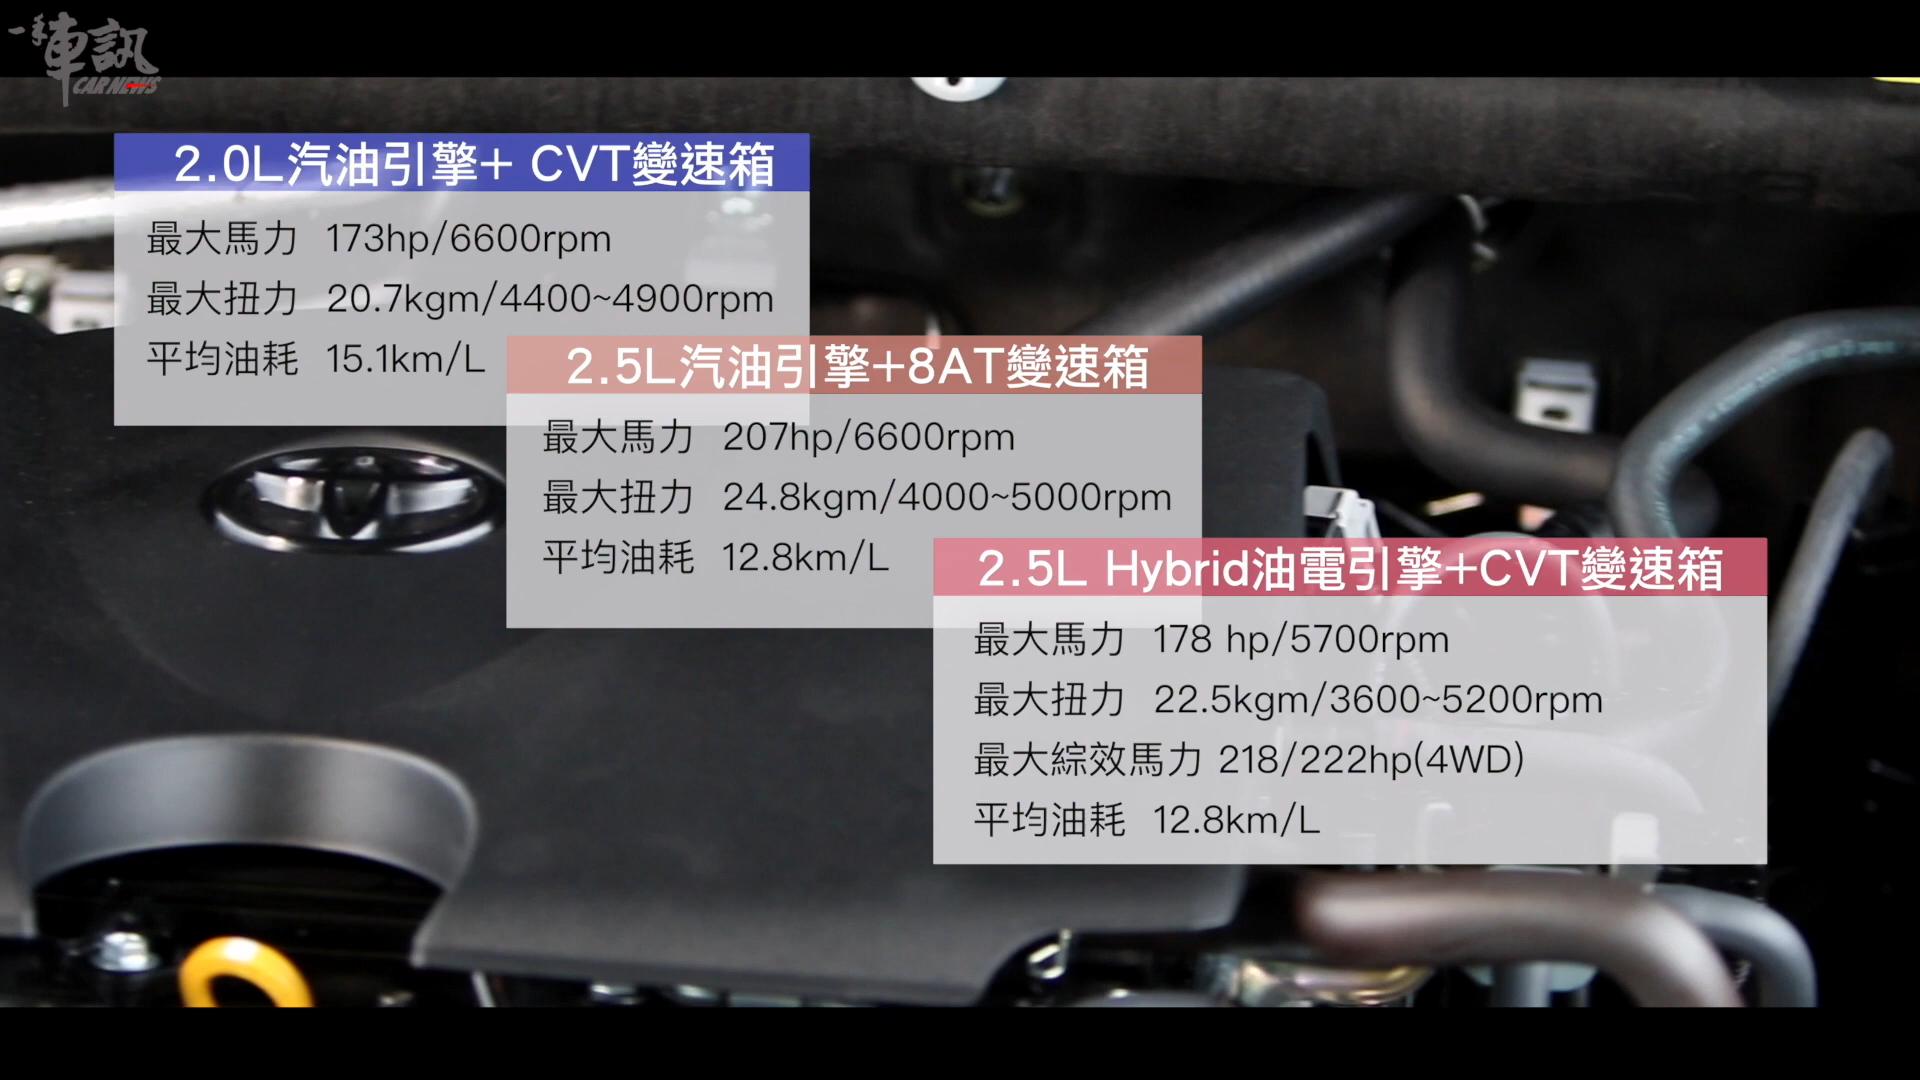 一手車訊
CAR NEWS
2.0L汽油引擎+ CVT變速箱
最大馬力 173hp/6600rpm
最大扭力 20.7kgm/4400~4900rpm
平均油耗 15.1km/L
2.5L汽油引擎+8AT變速箱
最大馬力 207hp/6600rpm
最大扭力 24.8kgm/4000~5000rpm
平均油耗 12.8km/L
2.5L Hybrid油電引擎+CVT變速箱
最大馬力 178 hp/5700rpm
最大扭力 22.5kgm/3600~5200rpm
最大綜效馬力 218/222hp(4WD)
平均油耗 12.8km/L